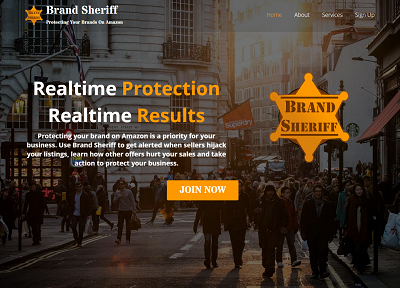 Brand Sheriff
Protecting Your Brands On Amazon
Home About Services Sign Up
Realtime Protection
Realtime Results
Protecting your brand on Amazon is a priority for your
business. Use Brand Sheriff to get alerted when sellers hijack
your listings, learn how other offers hurt your sales and take
action to protect your business.
JOIN NOW
BRAND
SHERIFF
Superdry